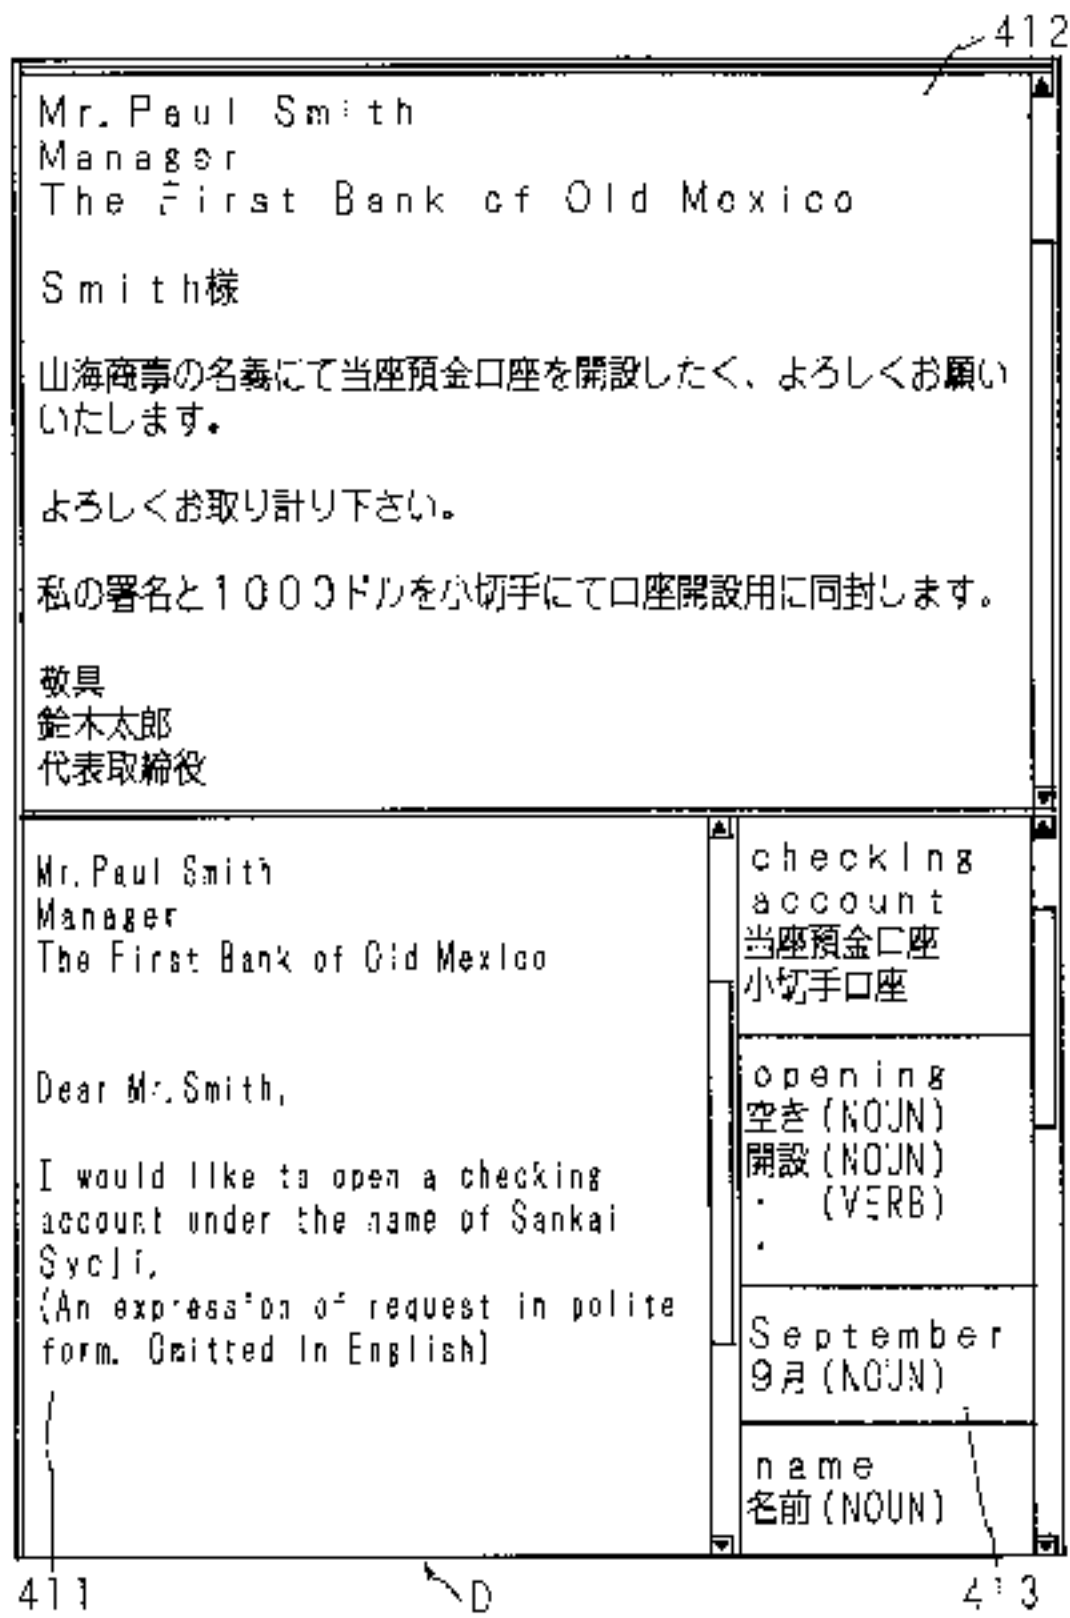 412
Mr. Paul Smith
Manager
The First Bank of Old Mexico
Smith様
山海商事の名義にて当座預金口座を開設したく、よろしくお願い
いたします。
よろしくお取り計り下さい。
私の署名と1000ドルを小切手にて口座開設用に同封します。
敬具
鈴木太郎
代表取締役
Mr. Paul Smith
Manager
The First Bank of Old Mexico
Dear Mr. Smith,
I would like to open a checking
account under the name of Sankai
(An expression of request in polite
form. Omitted in English)
checking
account
当座預金口座
小切手口座
opening
空き (NOUN)
開設 (NOUN)
・ (VERB)
・
September
9月 (NOUN)
name
名前 (NOUN)
411
D
413